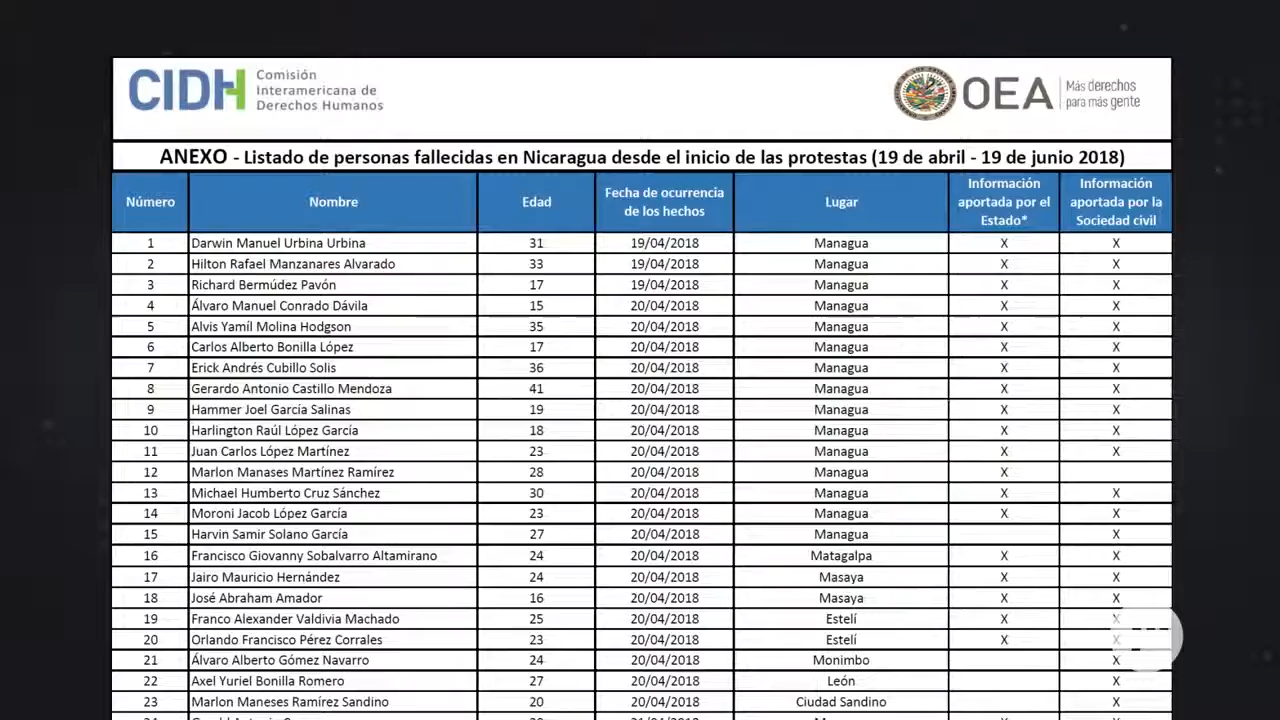 CIDH Comisión
Interamericana de
Derechos Humanos
OEA Más derechos
para más gente
ANEXO - Listado de personas fallecidas en Nicaragua desde el inicio de las protestas (19 de abril - 19 de junio 2018)
Número Nombre Edad Fecha de ocurrencia de los hechos Lugar Información aportada por el Estado* Información aportada por la Sociedad civil
1 Darwin Manuel Urbina Urbina 31 19/04/2018 Managua X X
2 Hilton Rafael Manzanares Alvarado 33 19/04/2018 Managua X X
3 Richard Bermúdez Pavón 17 19/04/2018 Managua X X
4 Álvaro Manuel Conrado Dávila 15 20/04/2018 Managua X X
5 Alvis Yamíl Molina Hodgson 35 20/04/2018 Managua X X
6 Carlos Alberto Bonilla López 17 20/04/2018 Managua X X
7 Erick Andrés Cubillo Solis 36 20/04/2018 Managua X X
8 Gerardo Antonio Castillo Mendoza 41 20/04/2018 Managua X X
9 Hammer Joel García Salinas 19 20/04/2018 Managua X X
10 Harlington Raúl López García 18 20/04/2018 Managua X X
11 Juan Carlos López Martínez 23 20/04/2018 Managua X X
12 Marlon Manases Martínez Ramírez 28 20/04/2018 Managua X
13 Michael Humberto Cruz Sánchez 30 20/04/2018 Managua X X
14 Moroni Jacob López García 23 20/04/2018 Managua X X
15 Harvin Samir Solano García 27 20/04/2018 Managua X
16 Francisco Giovanny Sobalvarro Altamirano 24 20/04/2018 Matagalpa X X
17 Jairo Mauricio Hernández 24 20/04/2018 Masaya X X
18 José Abraham Amador 16 20/04/2018 Masaya X X
19 Franco Alexander Valdivia Machado 25 20/04/2018 Estelí X X
20 Orlando Francisco Pérez Corrales 23 20/04/2018 Estelí X X
21 Álvaro Alberto Gómez Navarro 24 20/04/2018 Monimbo X
22 Axel Yuriel Bonilla Romero 27 20/04/2018 León X
23 Marlon Maneses Ramírez Sandino 20 20/04/2018 Ciudad Sandino X